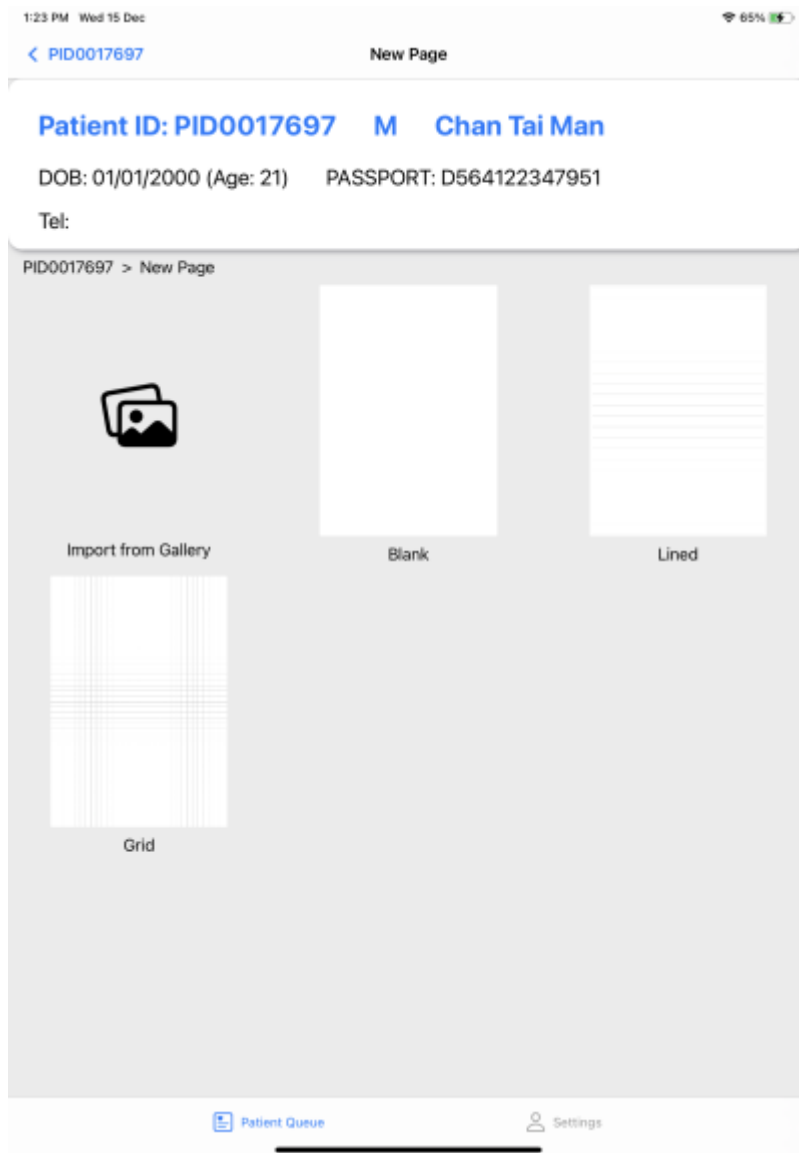 1:23 PM Wed 15 Dec 65%
PID0017697 New Page
Patient ID: PID0017697 M Chan Tai Man
DOB: 01/01/2000 (Age: 21) PASSPORT: D564122347951
Tel:
PID0017697 > New Page
Import from Gallery
Blank
Lined
Grid
Patient Queue Settings